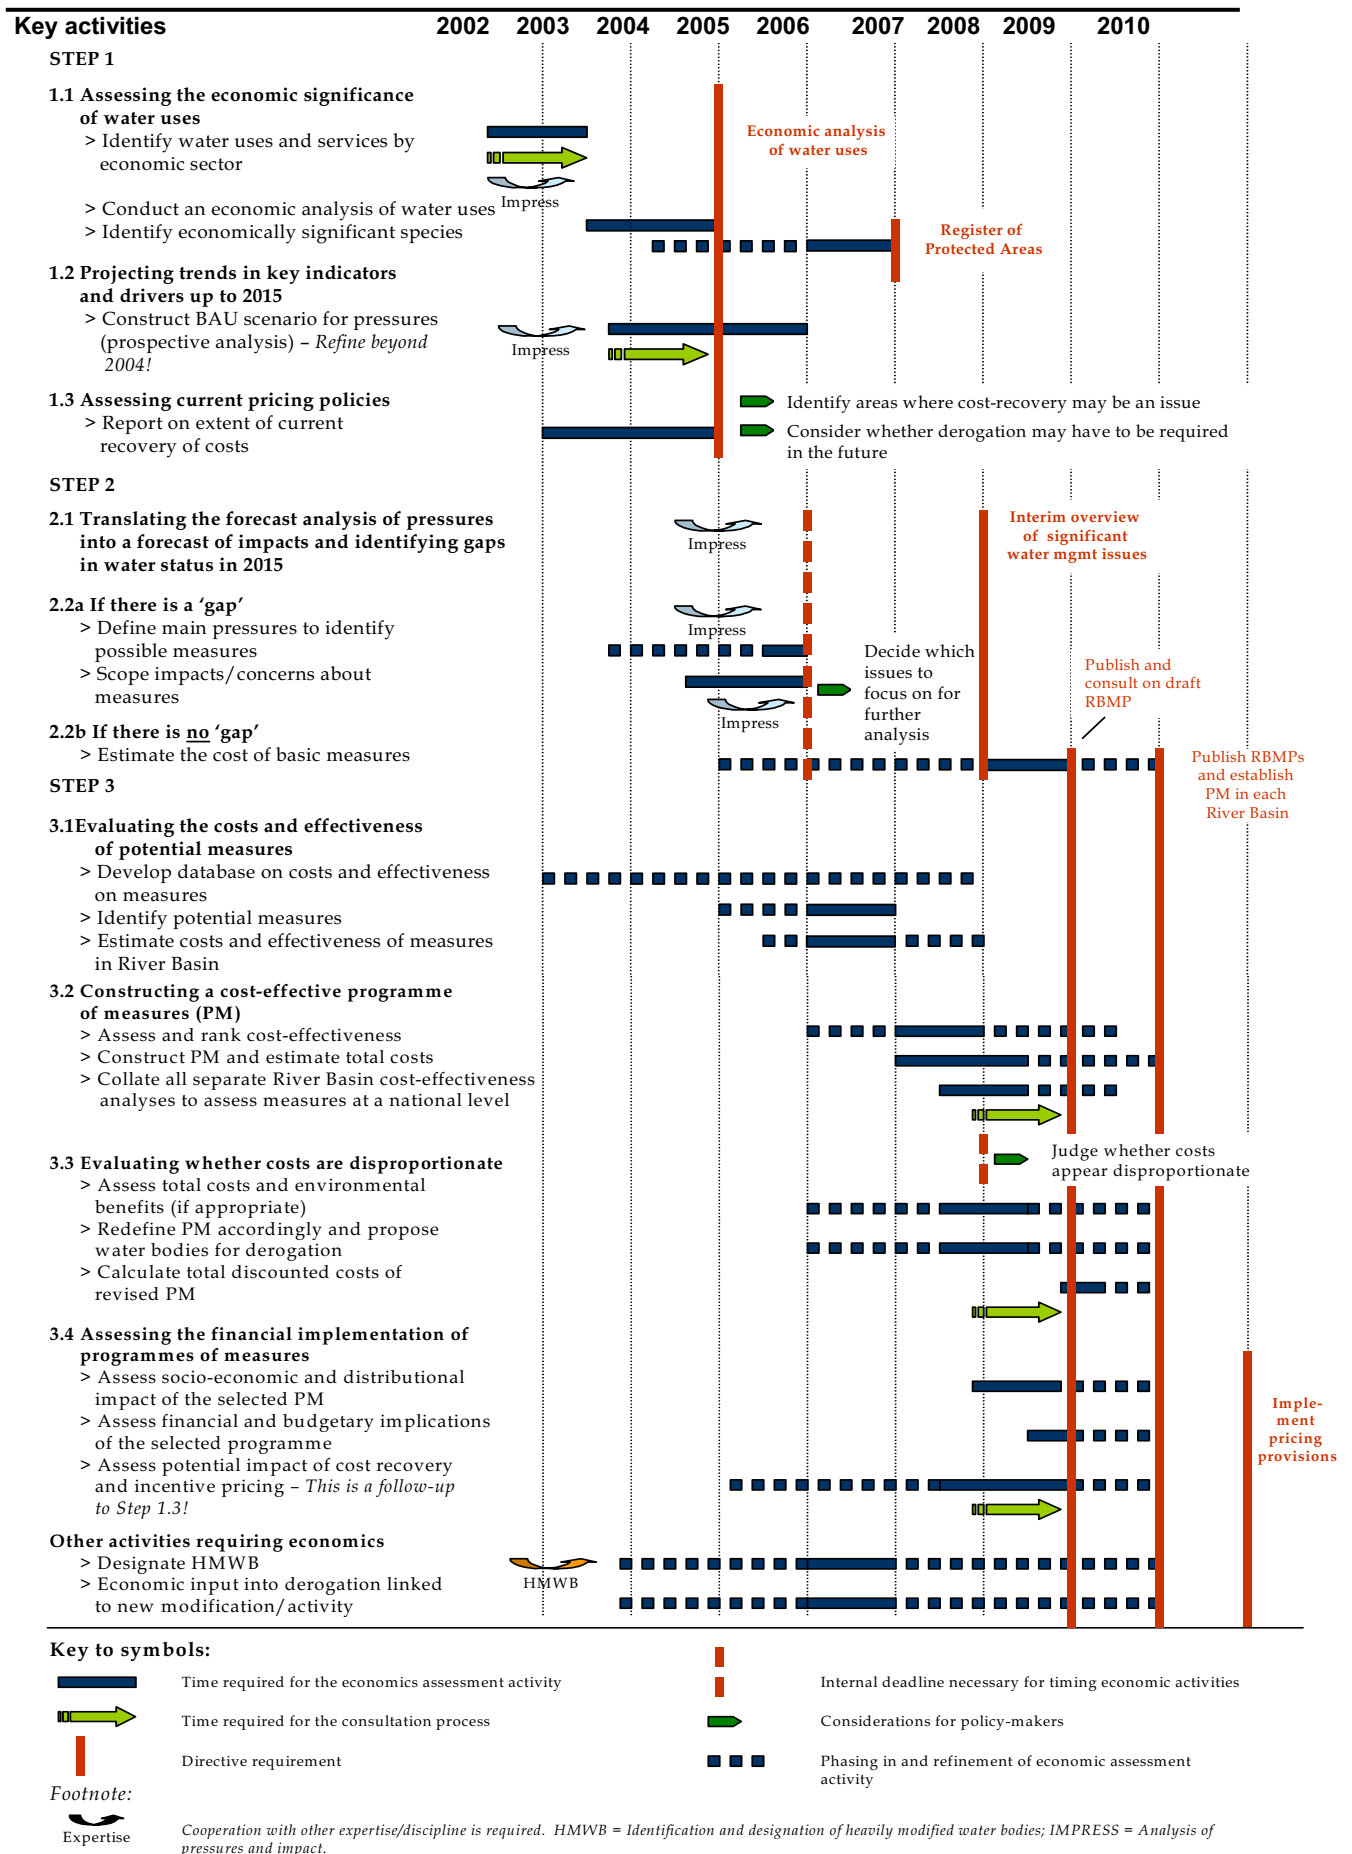 Key activities 2002 2003 2004 2005 2006 2007 2008 2009 2010
STEP 1
1.1 Assessing the economic significance
of water uses
> Identify water uses and services by
economic sector
Economic analysis
of water uses
Impress
> Conduct an economic analysis of water uses
> Identify economically significant species
Register of
Protected Areas
1.2 Projecting trends in key indicators
and drivers up to 2015
> Construct BAU scenario for pressures
(prospective analysis) – Refine beyond
2004!
Impress
1.3 Assessing current pricing policies
> Report on extent of current
recovery of costs
Identify areas where cost-recovery may be an issue
Consider whether derogation may have to be required
in the future
STEP 2
2.1 Translating the forecast analysis of pressures
into a forecast of impacts and identifying gaps
in water status in 2015
Impress
Interim overview
of significant
water mgmt issues
2.2a If there is a ‘gap’
> Define main pressures to identify
possible measures
> Scope impacts/concerns about
measures
Impress
Impress
Decide which
issues to
focus on for
further
analysis
Publish and
consult on draft
RBMP
2.2b If there is no ‘gap’
> Estimate the cost of basic measures
Publish RBMPs
and establish
PM in each
River Basin
STEP 3
3.1Evaluating the costs and effectiveness
of potential measures
> Develop database on costs and effectiveness
on measures
> Identify potential measures
> Estimate costs and effectiveness of measures
in River Basin
3.2 Constructing a cost-effective programme
of measures (PM)
> Assess and rank cost-effectiveness
> Construct PM and estimate total costs
> Collate all separate River Basin cost-effectiveness
analyses to assess measures at a national level
3.3 Evaluating whether costs are disproportionate
> Assess total costs and environmental
benefits (if appropriate)
> Redefine PM accordingly and propose
water bodies for derogation
> Calculate total discounted costs of
revised PM
Judge whether costs
appear disproportionate
3.4 Assessing the financial implementation of
programmes of measures
> Assess socio-economic and distributional
impact of the selected PM
> Assess financial and budgetary implications
of the selected programme
> Assess potential impact of cost recovery
and incentive pricing – This is a follow-up
to Step 1.3!
Imple-
ment
pricing
provisions
Other activities requiring economics
> Designate HMWB
> Economic input into derogation linked
to new modification/activity
HMWB
Key to symbols:
Time required for the economics assessment activity
Internal deadline necessary for timing economic activities
Time required for the consultation process
Considerations for policy-makers
Directive requirement
Phasing in and refinement of economic assessment
activity
Footnote:
Expertise
Cooperation with other expertise/discipline is required. HMWB = Identification and designation of heavily modified water bodies; IMPRESS = Analysis of
pressures and impact.